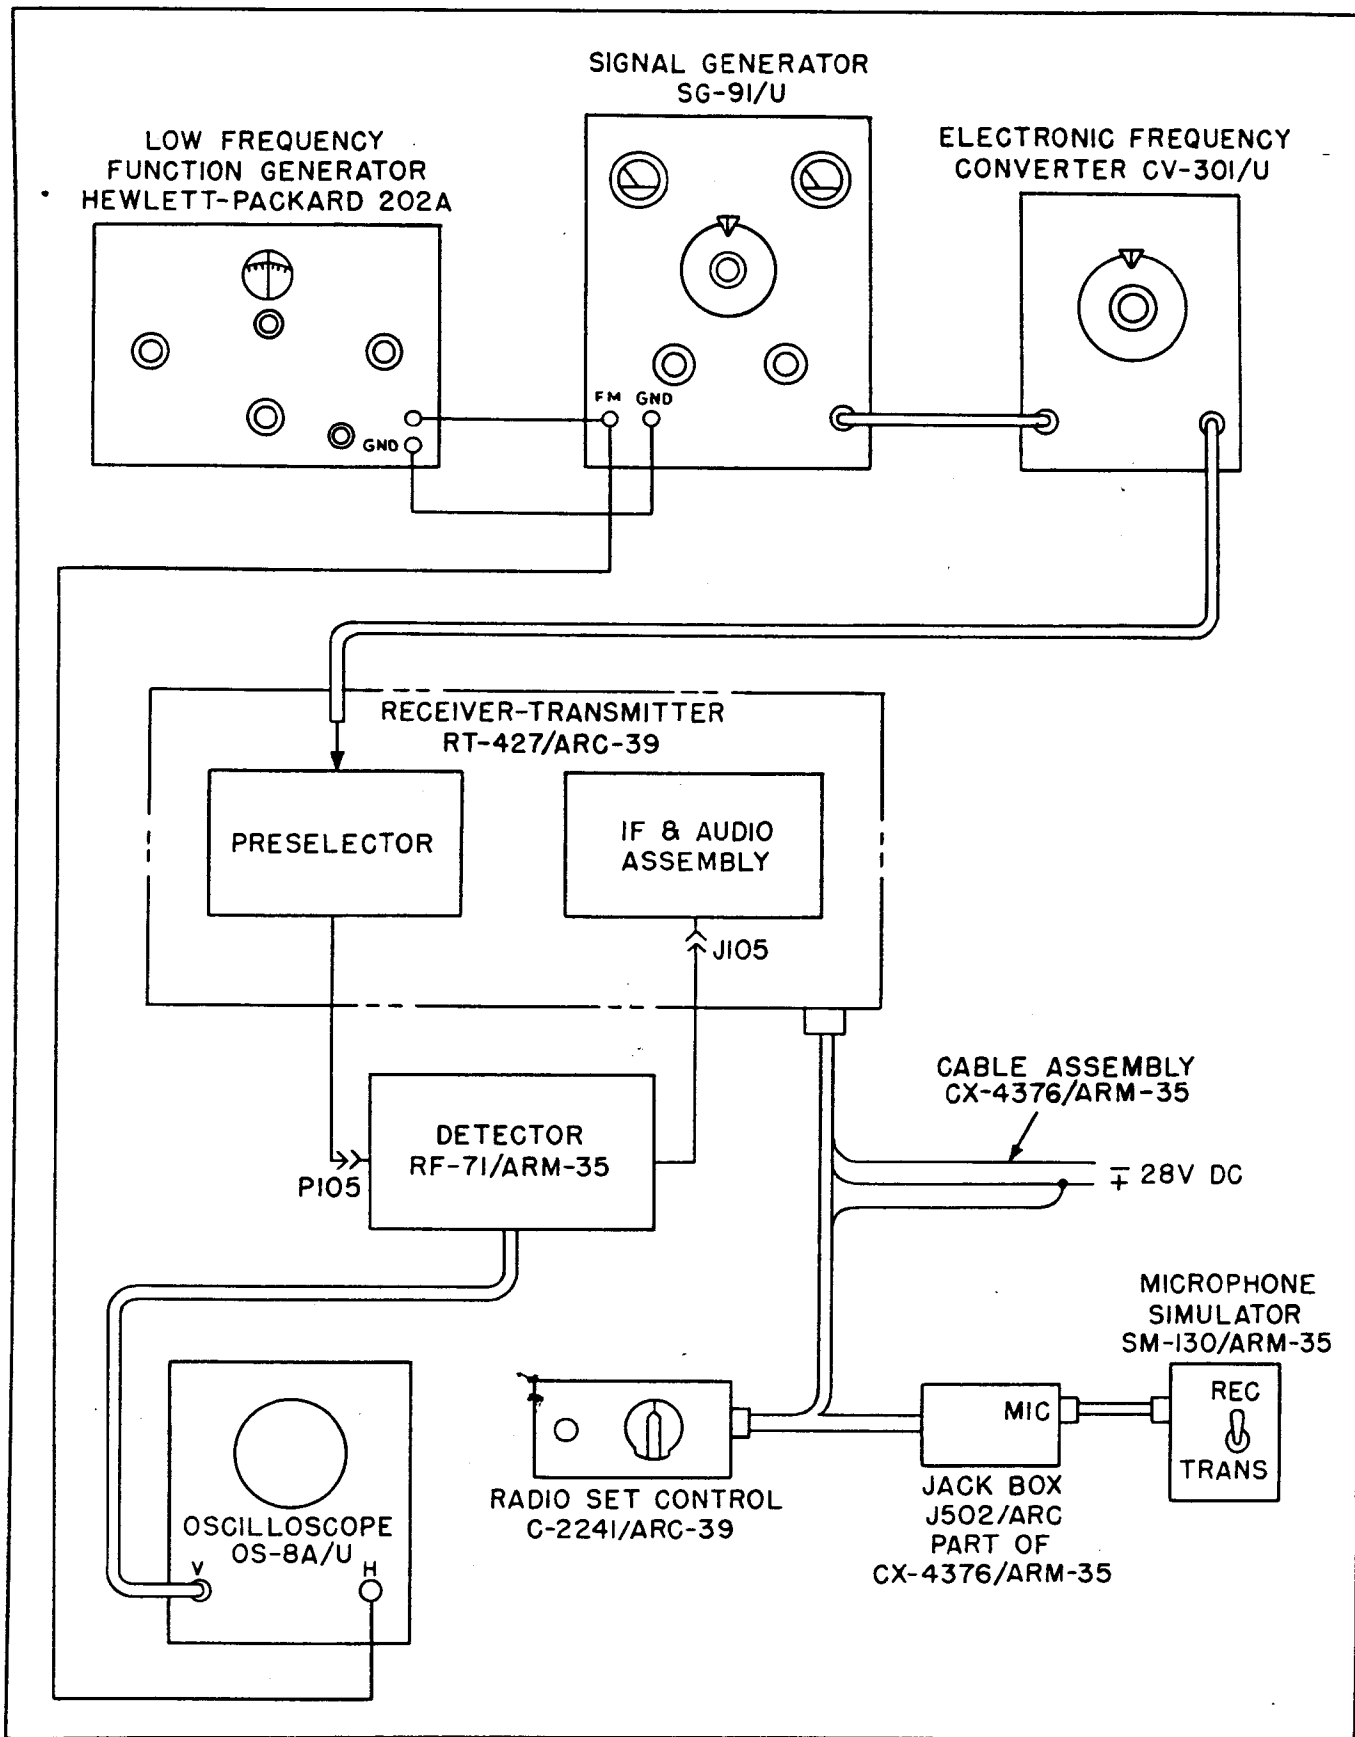 SIGNAL GENERATOR
SG-91/U
LOW FREQUENCY
FUNCTION GENERATOR
HEWLETT-PACKARD 202A
ELECTRONIC FREQUENCY
CONVERTER CV-301/U
FM GND
GND
RECEIVER-TRANSMITTER
RT-427/ARC-39
PRESELECTOR
IF & AUDIO
ASSEMBLY
J105
CABLE ASSEMBLY
CX-4376/ARM-35
DETECTOR
RF-71/ARM-35
P105
∓ 28V DC
MICROPHONE
SIMULATOR
SM-130/ARM-35
REC
TRANS
MIC
OSCILLOSCOPE
OS-8A/U
V H
RADIO SET CONTROL
C-2241/ARC-39
JACK BOX
J502/ARC
PART OF
CX-4376/ARM-35